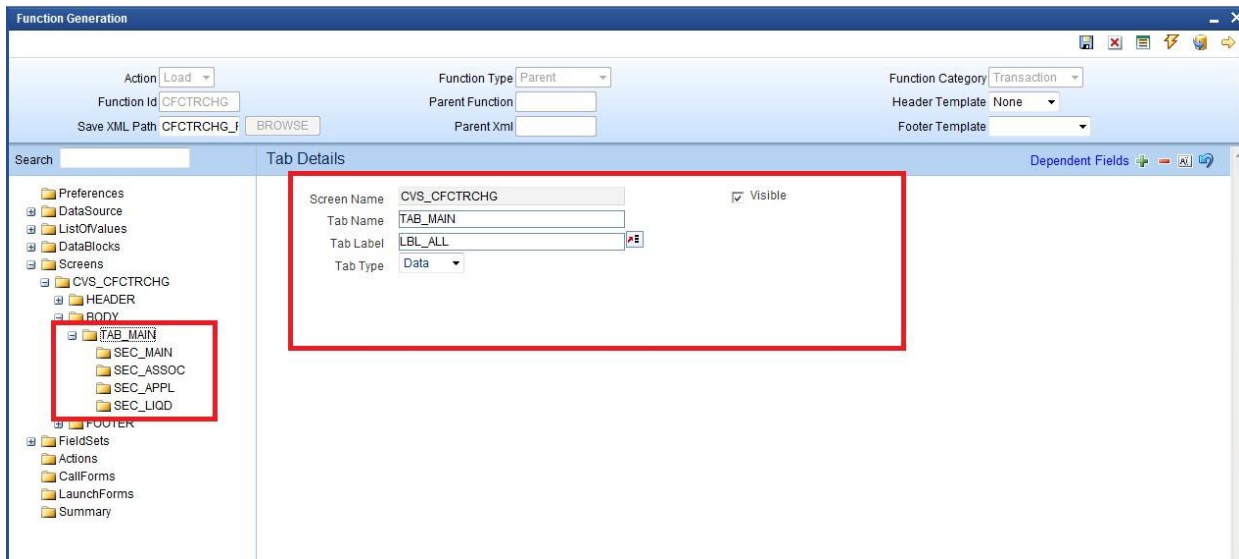 Function Generation
Action Load
Function Type Parent
Function Category Transaction
Function Id CFCTRCHG
Parent Function
Header Template None
Save XML Path CFCTRCHG_F BROWSE
Parent Xml
Footer Template
Search
Tab Details
Dependent Fields
Preferences
DataSource
ListOfValues
DataBlocks
Screens
CVS_CFCTRCHG
HEADER
BODY
TAB_MAIN
SEC_MAIN
SEC_ASSOC
SEC_APPL
SEC_LIQD
FOOTER
FieldSets
Actions
CallForms
LaunchForms
Summary
Screen Name CVS_CFCTRCHG
Visible
Tab Name TAB_MAIN
Tab Label LBL_ALL
Tab Type Data